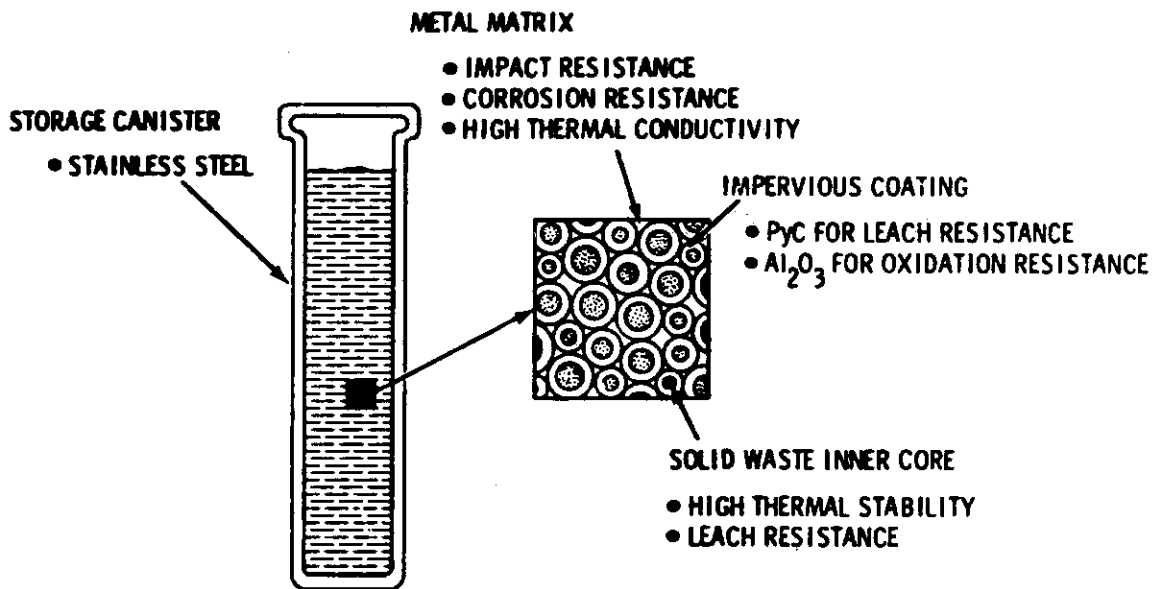 METAL MATRIX
● IMPACT RESISTANCE
● CORROSION RESISTANCE
● HIGH THERMAL CONDUCTIVITY
STORAGE CANISTER
● STAINLESS STEEL
IMPERVIOUS COATING
● PyC FOR LEACH RESISTANCE
● Al₂O₃ FOR OXIDATION RESISTANCE
SOLID WASTE INNER CORE
● HIGH THERMAL STABILITY
● LEACH RESISTANCE